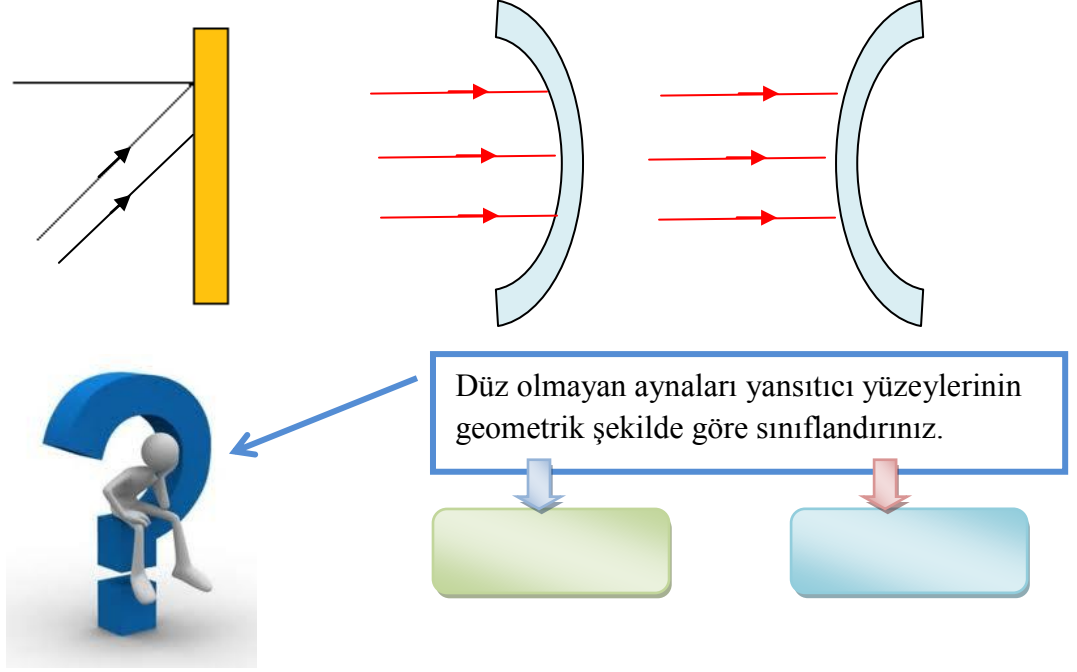 Düz olmayan aynaları yansıtıcı yüzeylerinin
geometrik şekilde göre sınıflandırınız.